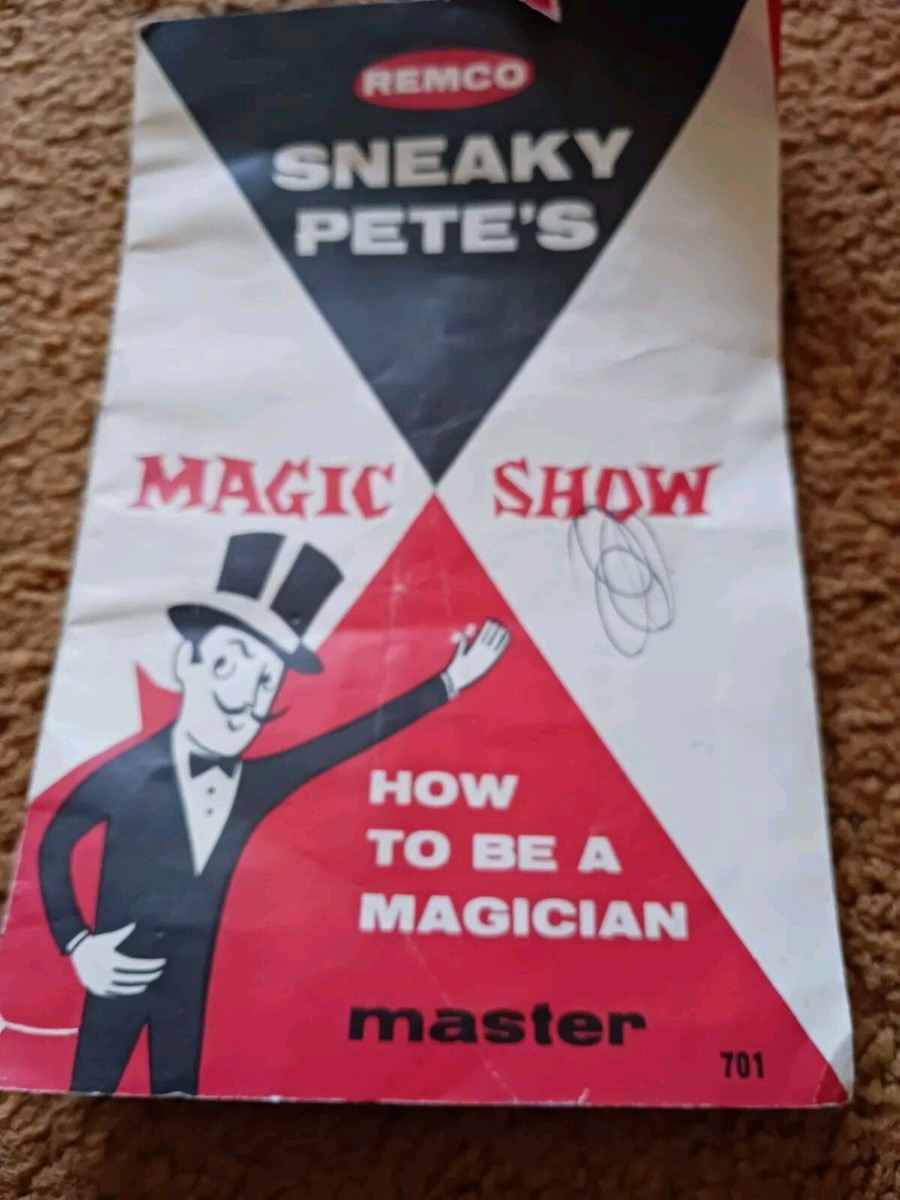 REMCO
SNEAKY
PETE'S
MAGIC SHOW
HOW
TO BE A
MAGICIAN
master
701